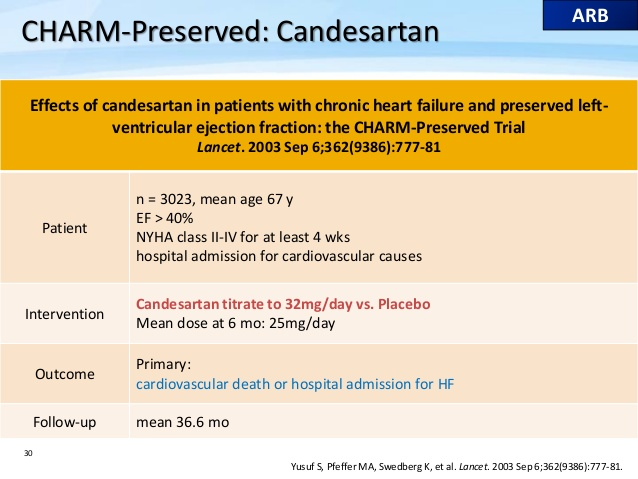 CHARM-Preserved: Candesartan
ARB
Effects of candesartan in patients with chronic heart failure and preserved left-
ventricular ejection fraction: the CHARM-Preserved Trial
Lancet. 2003 Sep 6;362(9386):777-81
Patient
n = 3023, mean age 67 y
EF > 40%
NYHA class II-IV for at least 4 wks
hospital admission for cardiovascular causes
Intervention
Candesartan titrate to 32mg/day vs. Placebo
Mean dose at 6 mo: 25mg/day
Outcome
Primary:
cardiovascular death or hospital admission for HF
Follow-up
mean 36.6 mo
30
Yusuf S, Pfeffer MA, Swedberg K, et al. Lancet. 2003 Sep 6;362(9386):777-81.